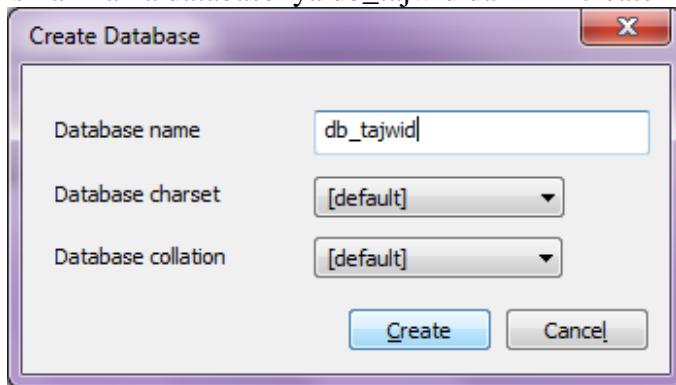 Create Database
Database name db_tajwid
Database charset [default]
Database collation [default]
Create Cancel